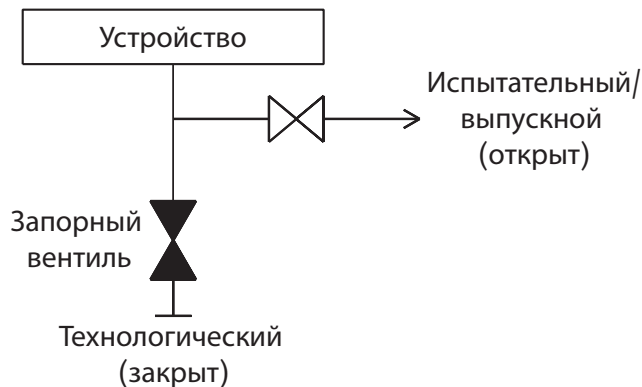 Устройство
Испытательный/
выпускной
(открыт)
Запорный
вентиль
Технологический
(закрыт)